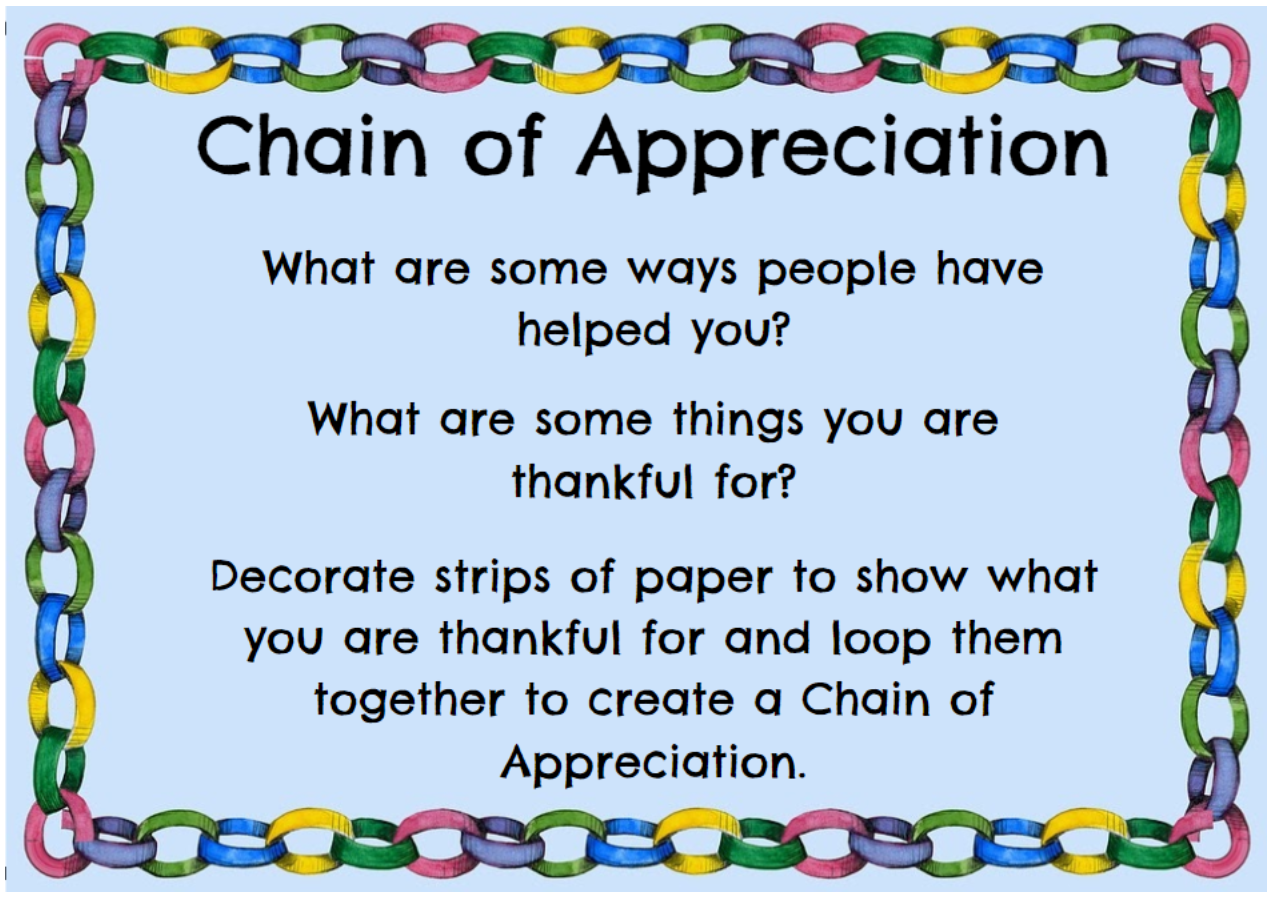 Chain of Appreciation
What are some ways people have
helped you?
What are some things you are
thankful for?
Decorate strips of paper to show what
you are thankful for and loop them
together to create a Chain of
Appreciation.